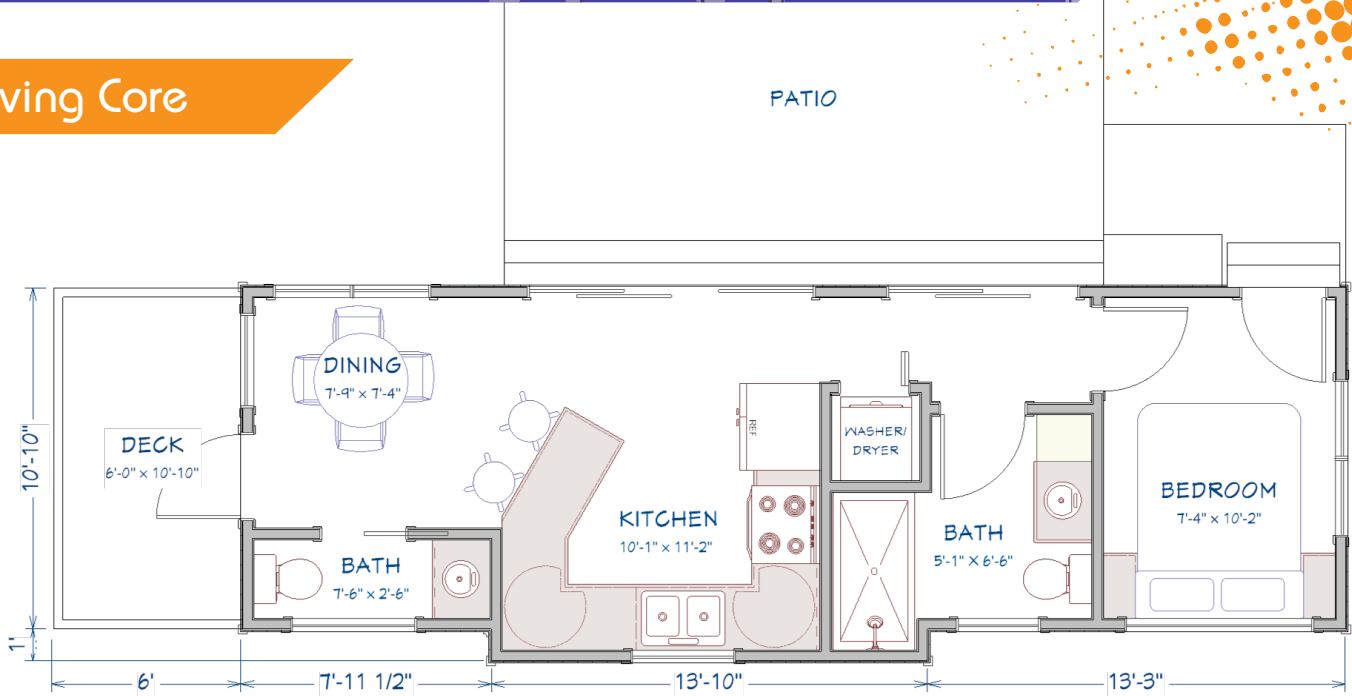 ving Core
PATIO
DINING
7'-9" x 7'-4"
DECK
6'-0" x 10'-10"
10'-10"
REF
WASHER/
DRYER
KITCHEN
10'-1" x 11'-2"
BATH
7'-6" x 2'-6"
BATH
5'-1" X 6'-6"
BEDROOM
7'-4" x 10'-2"
1'
6'
7'-11 1/2"
13'-10"
13'-3"